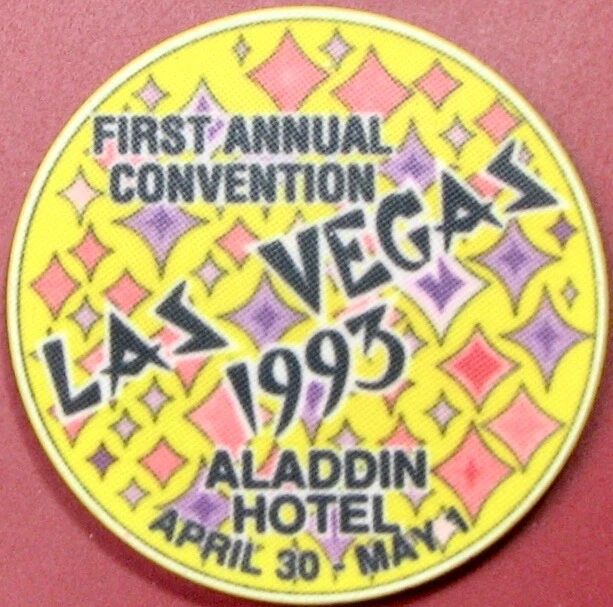 FIRST ANNUAL
CONVENTION
LAS VEGAS
1993
ALADDIN
HOTEL
APRIL 30 - MAY 1